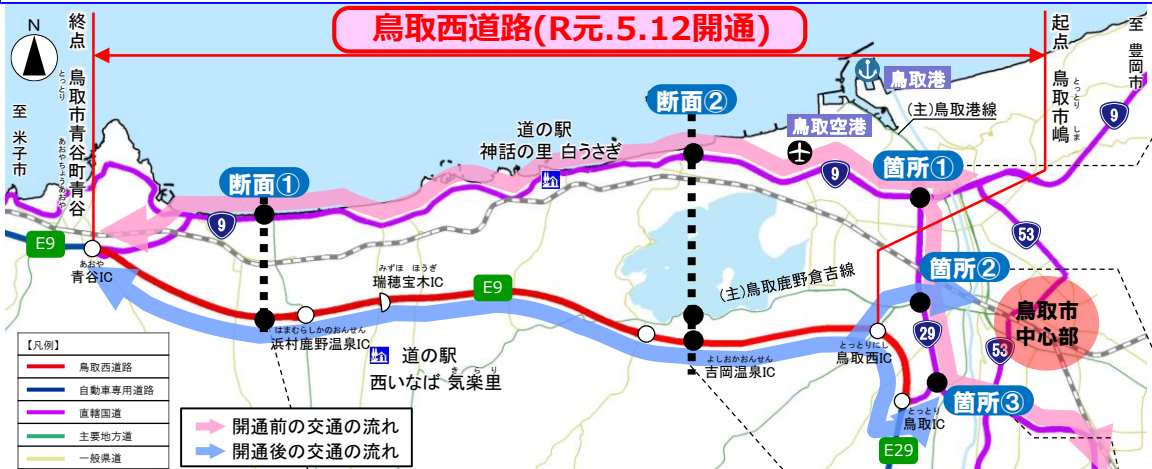 鳥取西道路(R元.5.12開通)
N
終点 鳥取市青谷町青谷
とっとり あおやちょうあおや
至 米子市
起点 鳥取市嶋
とっとり しま
至 豊岡市
鳥取港
(主)鳥取港線
9
断面②
鳥取空港
道の駅
神話の里 白うさぎ
断面①
9
9
箇所①
53
E9
あおや
青谷IC
みずほ ほうぎ
瑞穂宝木IC
E9
(主)鳥取鹿野倉吉線
箇所②
鳥取市
中心部
はまむらしかのおんせん
浜村鹿野温泉IC
よしおかおんせん
吉岡温泉IC
とっとりにし
鳥取西IC
29
53
道の駅
きらり
西いなば 気楽里
とっとり
鳥取IC
箇所③
E29
【凡例】
鳥取西道路
自動車専用道路
直轄国道
主要地方道
一般県道
開通前の交通の流れ
開通後の交通の流れ